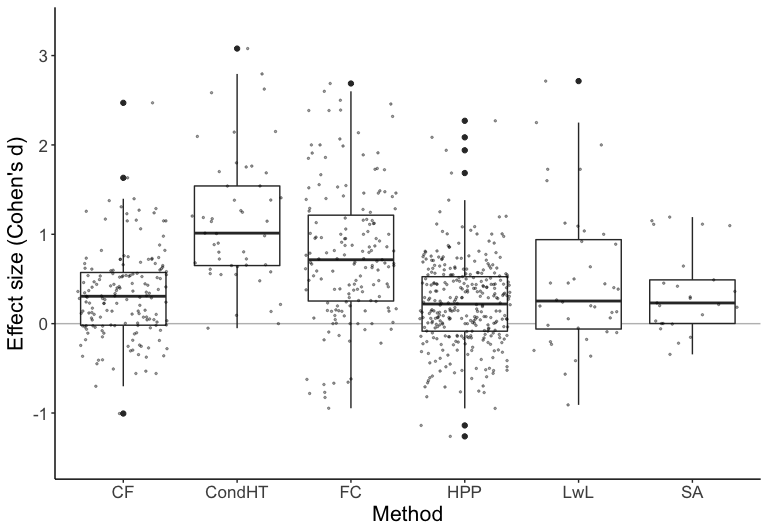 Effect size (Cohen's d)
3
2
1
0
-1
CF CondHT FC HPP LwL SA
Method